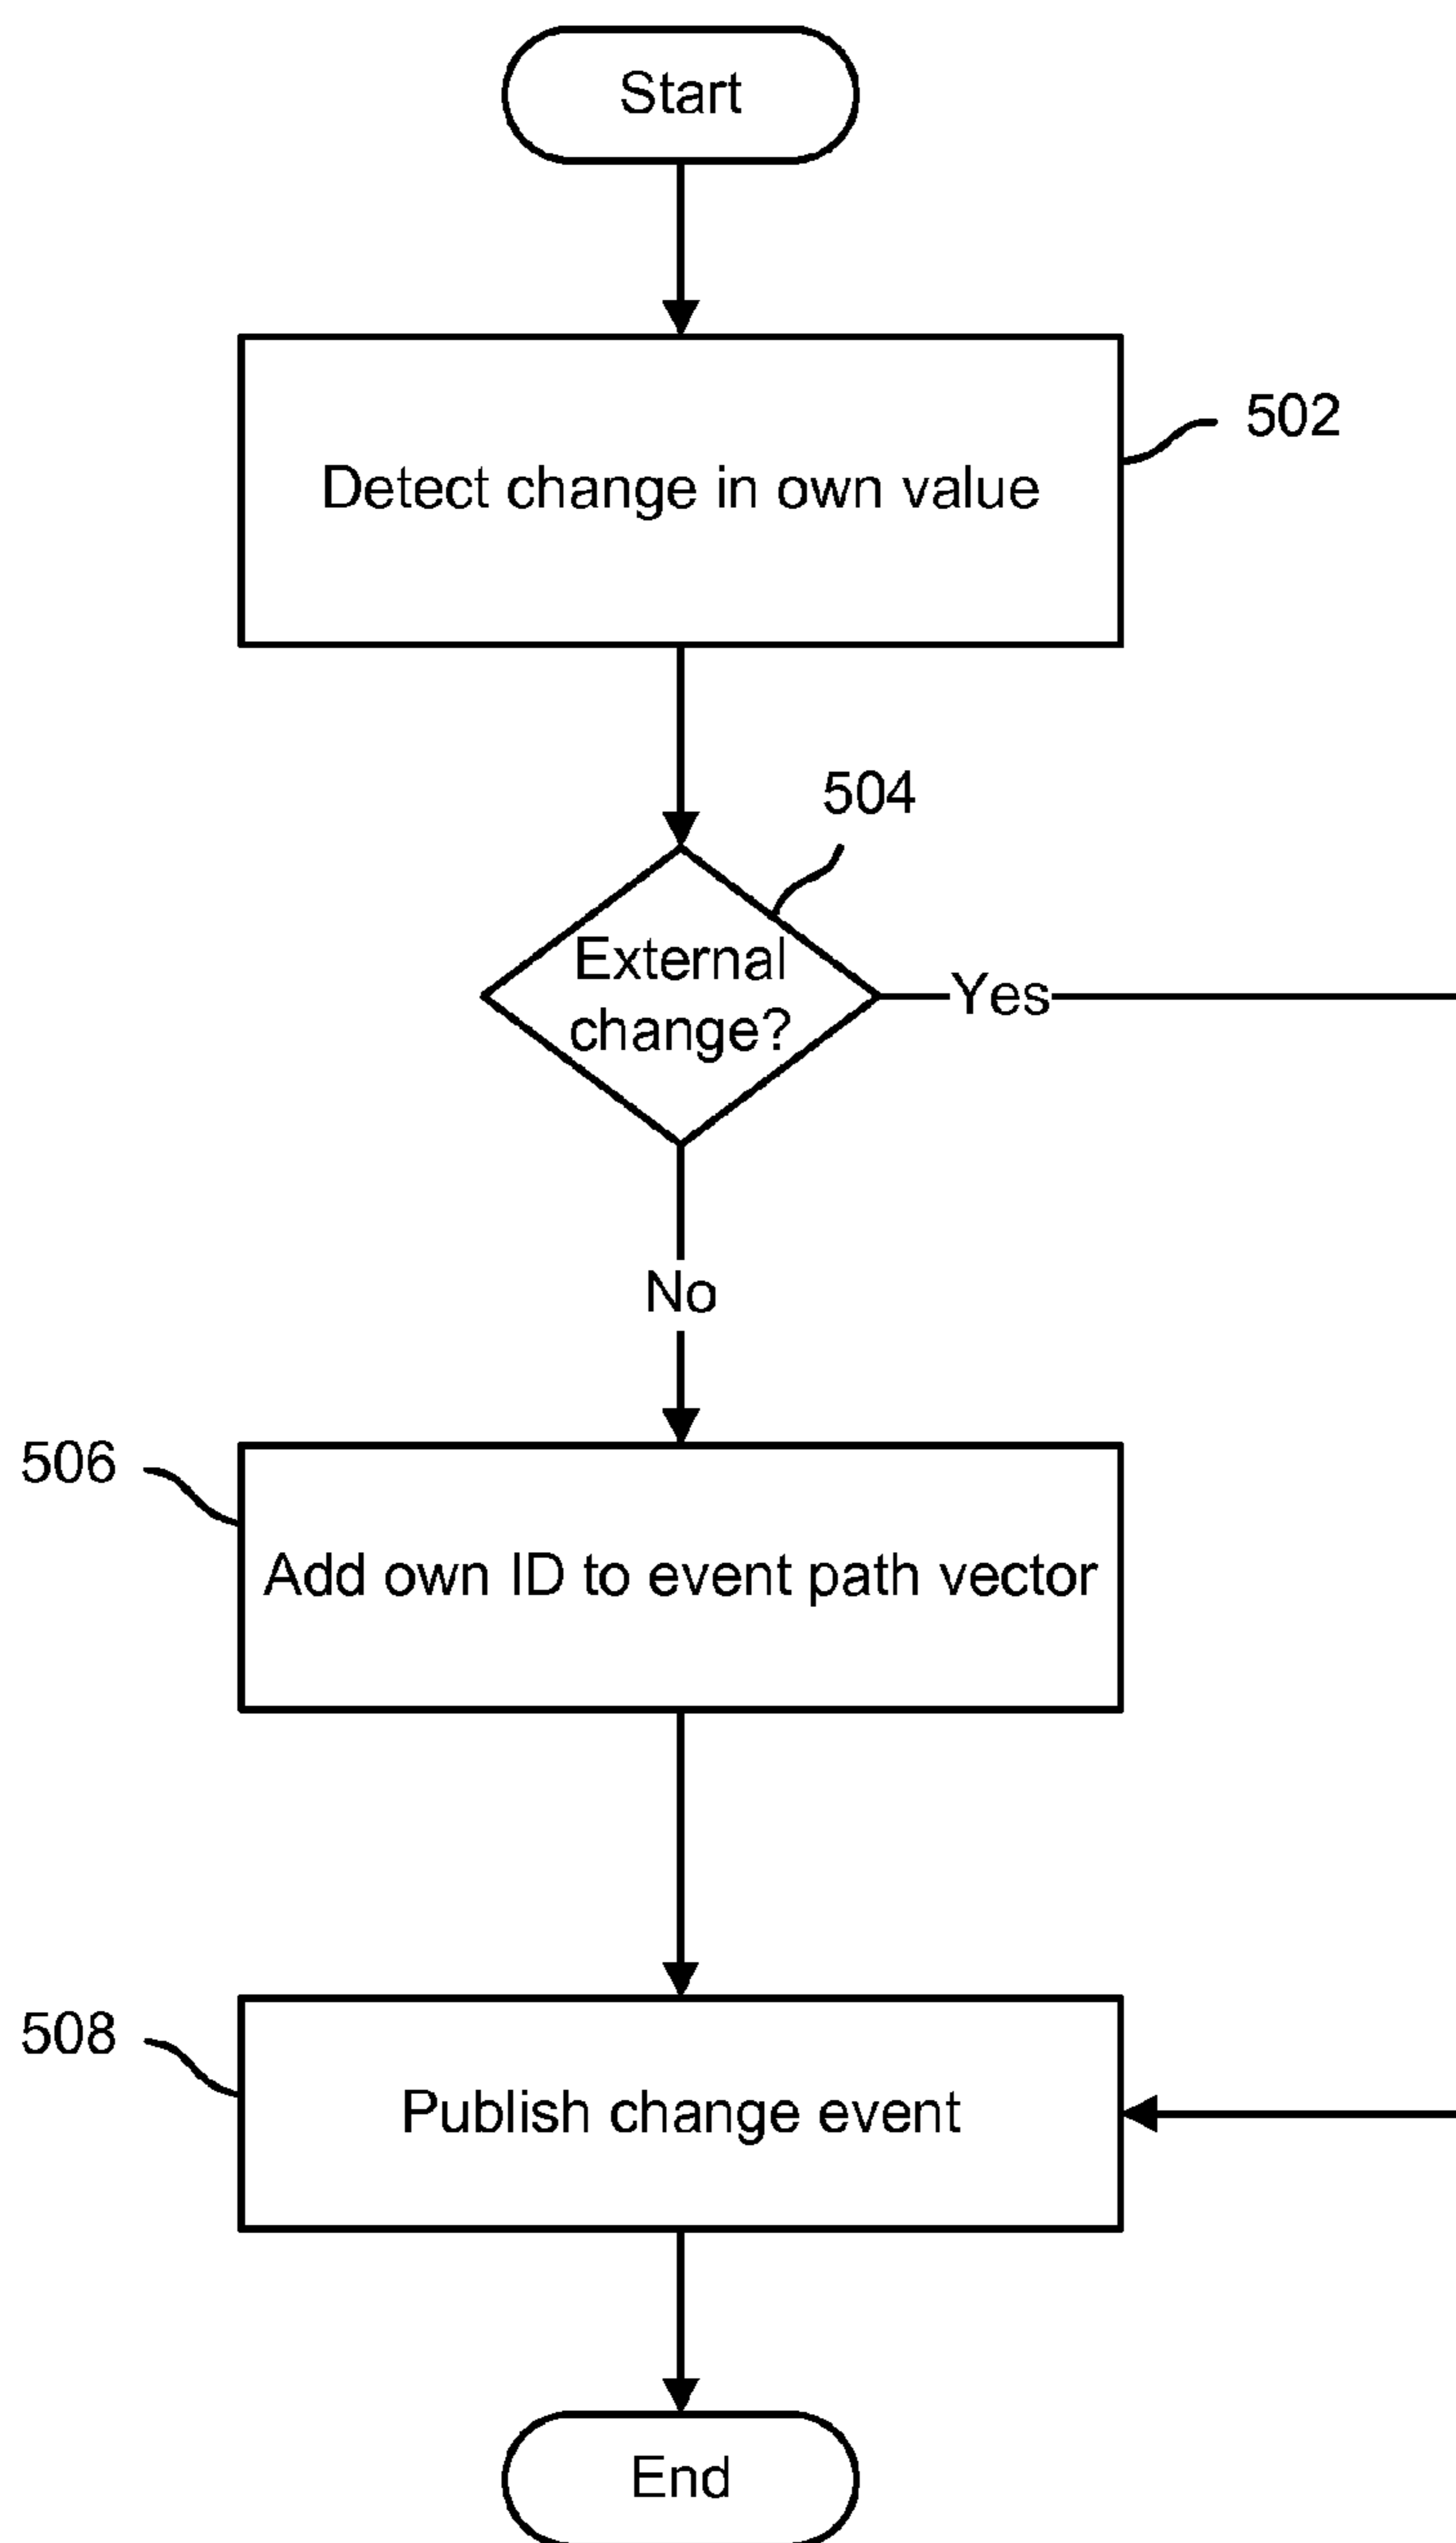 Start
Detect change in own value
502
504
External
change?
Yes
No
506
Add own ID to event path vector
508
Publish change event
End